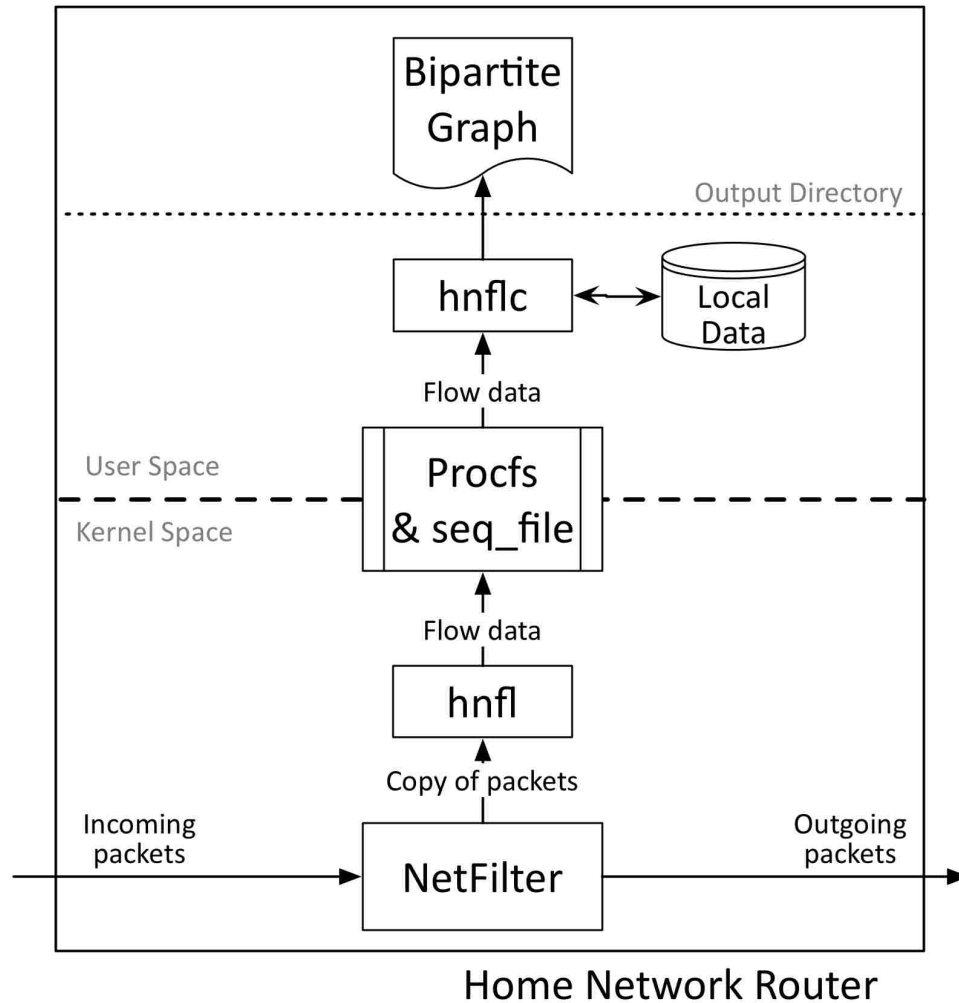 Bipartite
Graph
Output Directory
hnflc
Local
Data
Flow data
User Space
Procfs
& seq_file
Kernel Space
Flow data
hnfl
Copy of packets
Incoming
packets
Outgoing
packets
NetFilter
Home Network Router